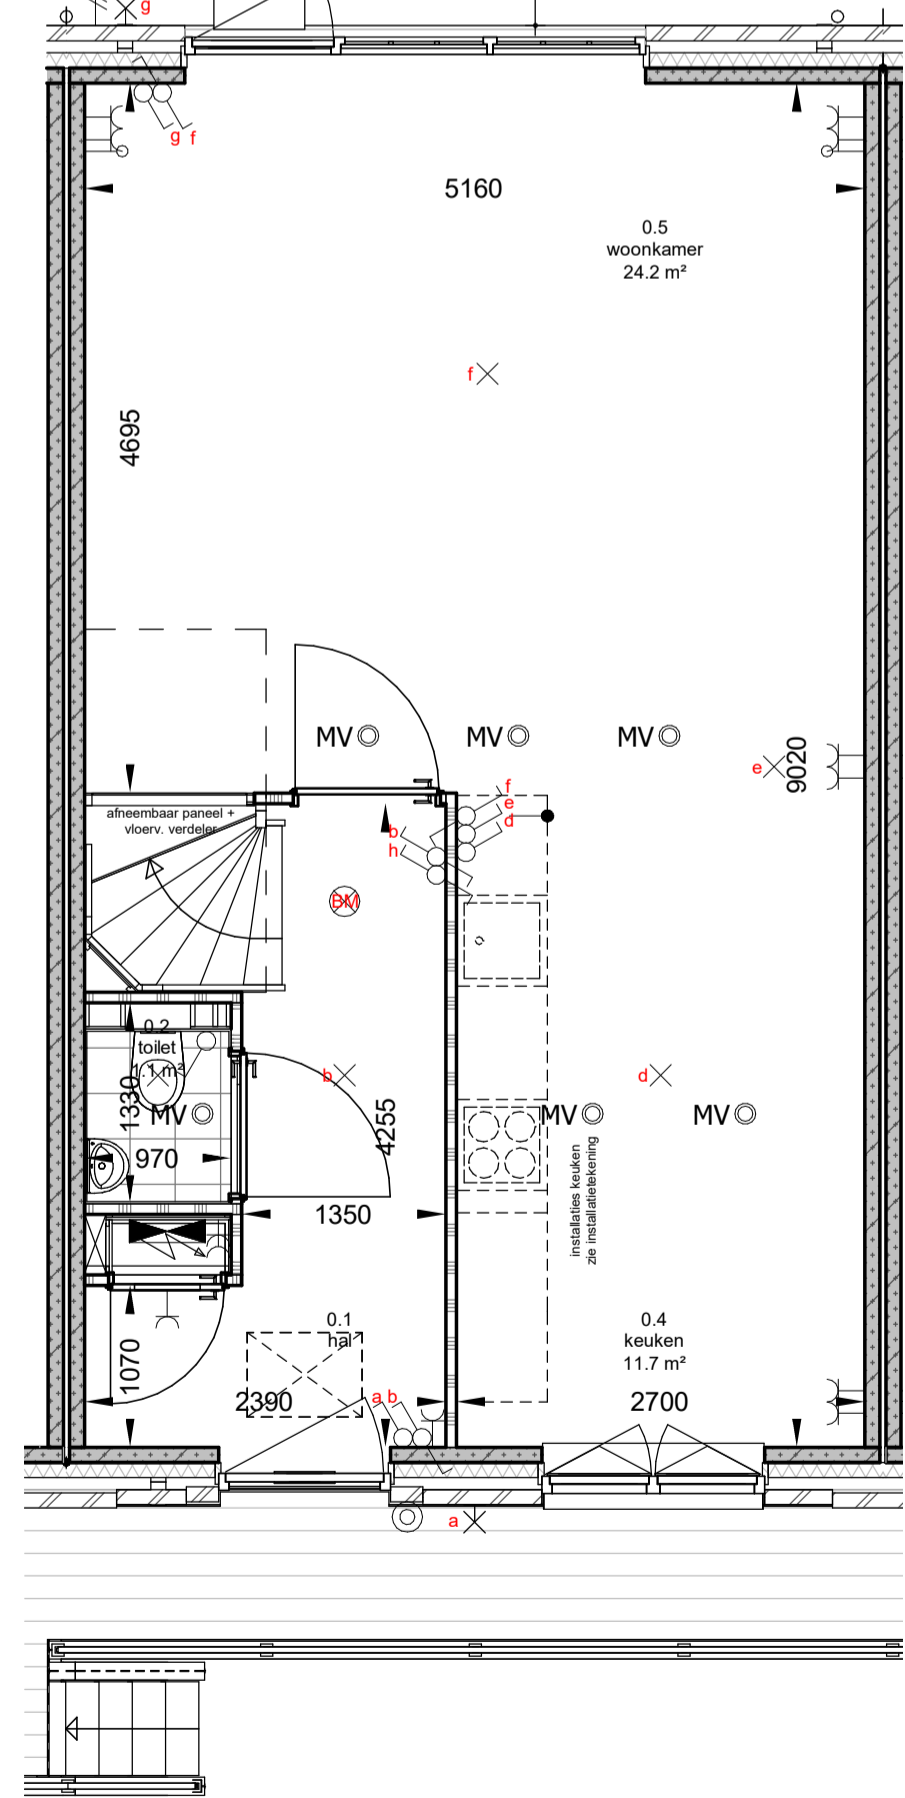 g
g f
5160
0.5
woonkamer
24.2 m²
f
4695
MV
MV
MV
e
9020
afneembaar paneel +
vloerv. verdeler
f
e
d
b
h
BM
0.2
toilet
1.1 m²
b
d
1330
MV
4255
MV
MV
970
installaties keuken
zie installatietekening
1350
0.1
hal
0.4
keuken
11.7 m²
1070
2390
a b
2700
a